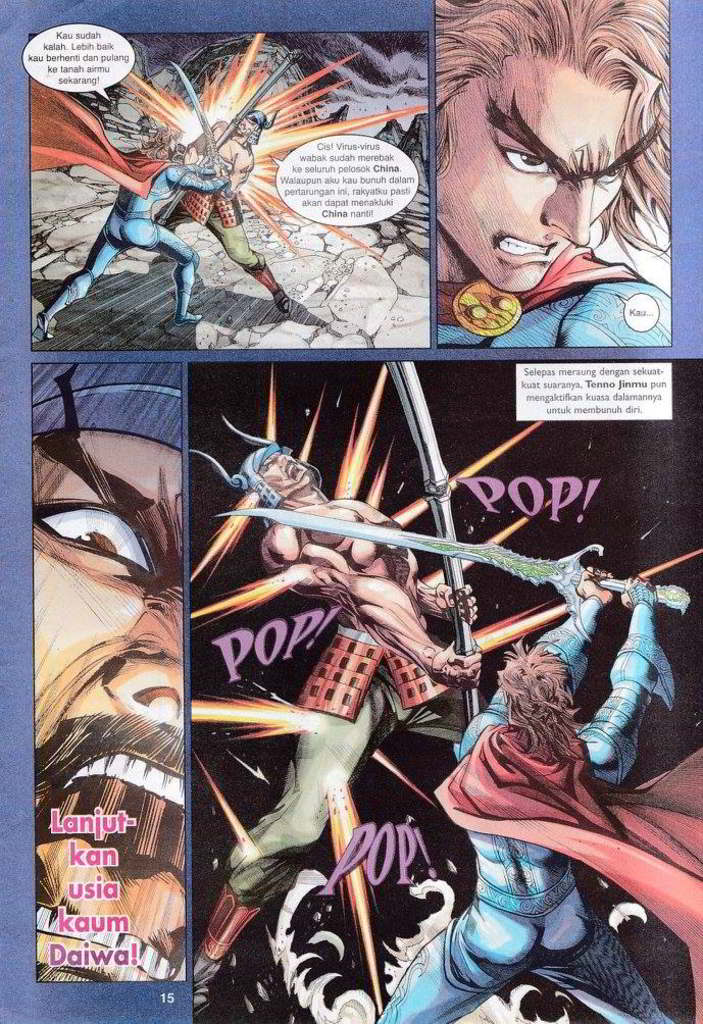 Kau sudah
kalah. Lebih baik
kau berhenti dan pulang
ke tanah airmu
sekarang!
Cis! Virus-virus
wabak sudah merebak
ke seluruh pelosok China.
Walaupun aku kau bunuh dalam
pertarungan ini, rakyatku pasti
akan dapat menakluki
China nanti!
Kau...
Lanjut-
kan
usia
kaum
Daiwa!
Selepas meraung dengan sekuat-
kuat suaranya, Tenno Jinmu pun
mengaktifkan kuasa dalamannya
untuk membunuh diri.
POP!
POP!
POP!
15